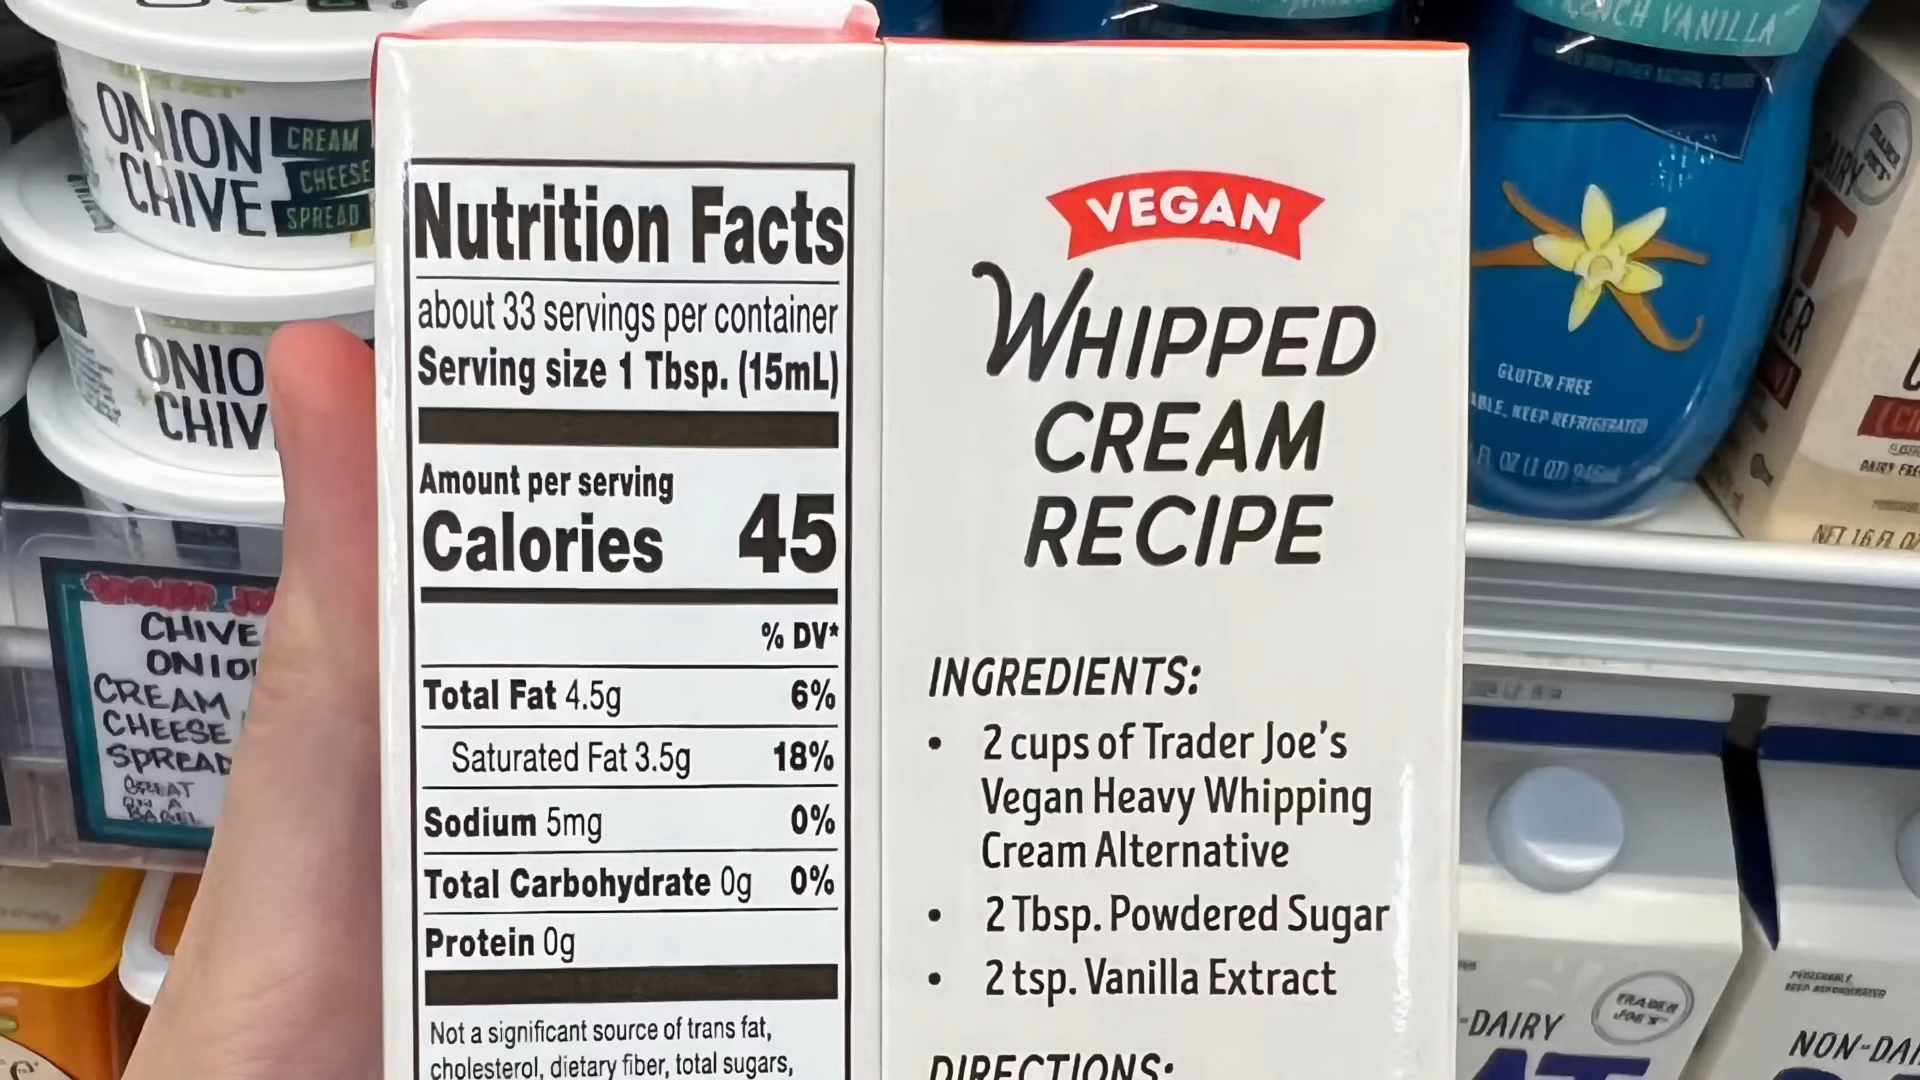 ONION
CHIVE
CREAM
CHEESE
SPREAD
ONIO
CHIV
CHIVE
ONIO
CREAM
CHEESE
SPREAD
GREAT
ON A
BAGEL
Nutrition Facts
about 33 servings per container
Serving size 1 Tbsp. (15mL)
Amount per serving
Calories 45
% DV*
Total Fat 4.5g 6%
Saturated Fat 3.5g 18%
Sodium 5mg 0%
Total Carbohydrate 0g 0%
Protein 0g
Not a significant source of trans fat,
cholesterol, dietary fiber, total sugars,
VEGAN
WHIPPED
CREAM
RECIPE
INGREDIENTS:
• 2 cups of Trader Joe's
Vegan Heavy Whipping
Cream Alternative
• 2 Tbsp. Powdered Sugar
• 2 tsp. Vanilla Extract
DIRECTIONS:
VANILLA
GLUTEN FREE
KEEP REFRIGERATED
FL OZ (1 QT) 946mL
NET 16 FL OZ
-DAIRY
TRADER
JOE'S
NON-DAI